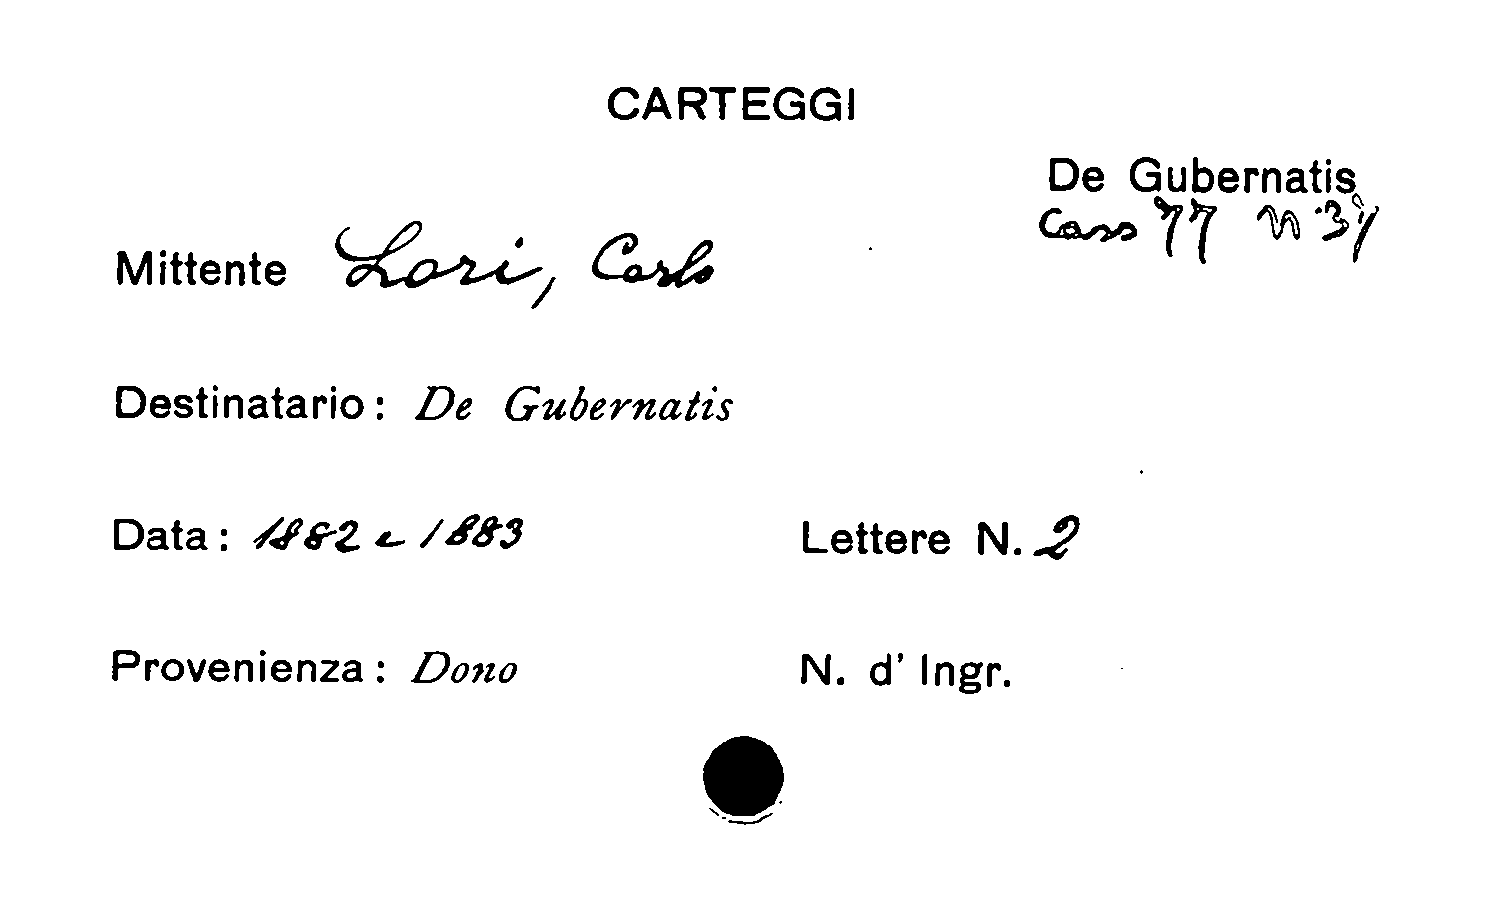 CARTEGGI
De Gubernatis
Cass 77 N.
Mittente Lori, Carlo
Destinatario: De Gubernatis
Data: 1882 e 1883 Lettere N. 2
Provenienza: Dono N. d' Ingr.